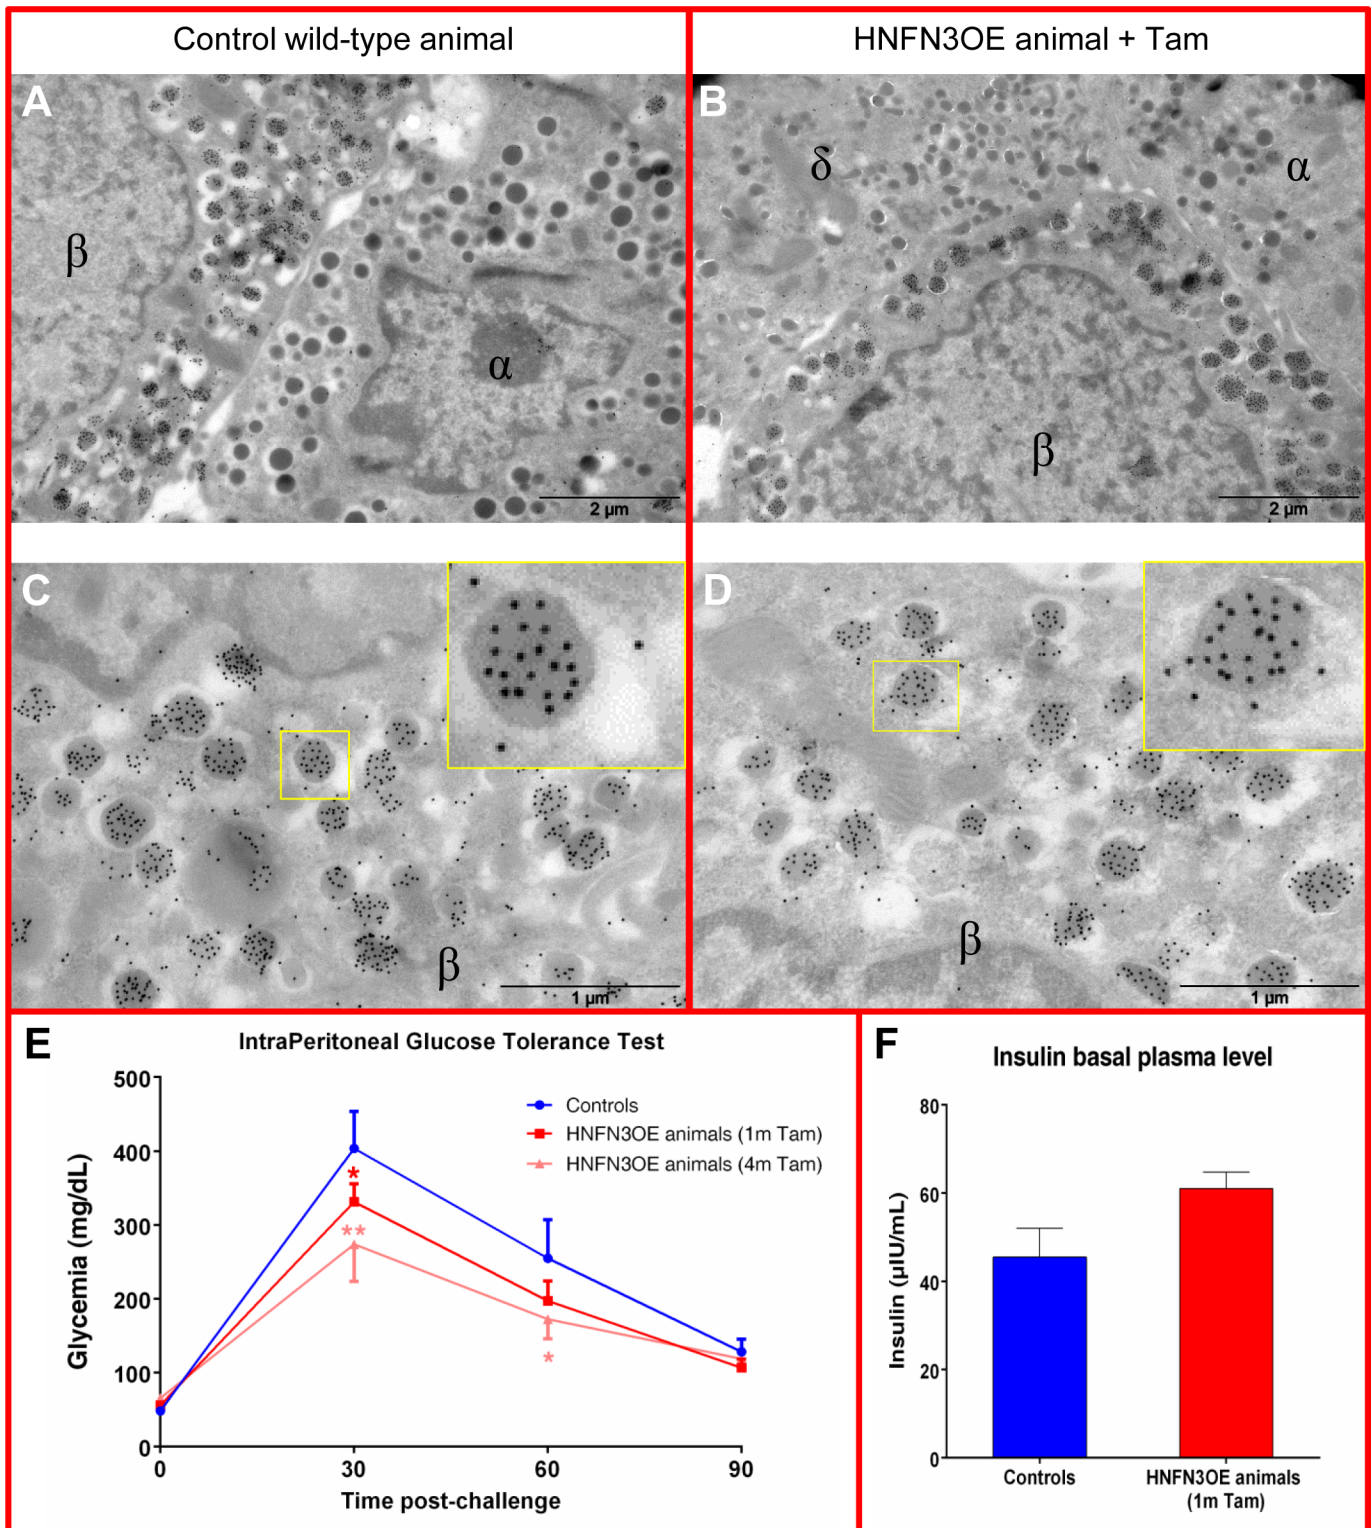 Control wild-type animal
HNFN3OE animal + Tam
A
β
α
2 µm
B
δ
α
β
2 µm
C
β
1 µm
D
β
1 µm
E
IntraPeritoneal Glucose Tolerance Test
Controls
HNFN3OE animals (1m Tam)
HNFN3OE animals (4m Tam)
Glycemia (mg/dL)
500
400
300
200
100
0
*
**
*
0 30 60 90
Time post-challenge
F
Insulin basal plasma level
Insulin (µIU/mL)
80
60
40
20
0
Controls
HNFN3OE animals
(1m Tam)